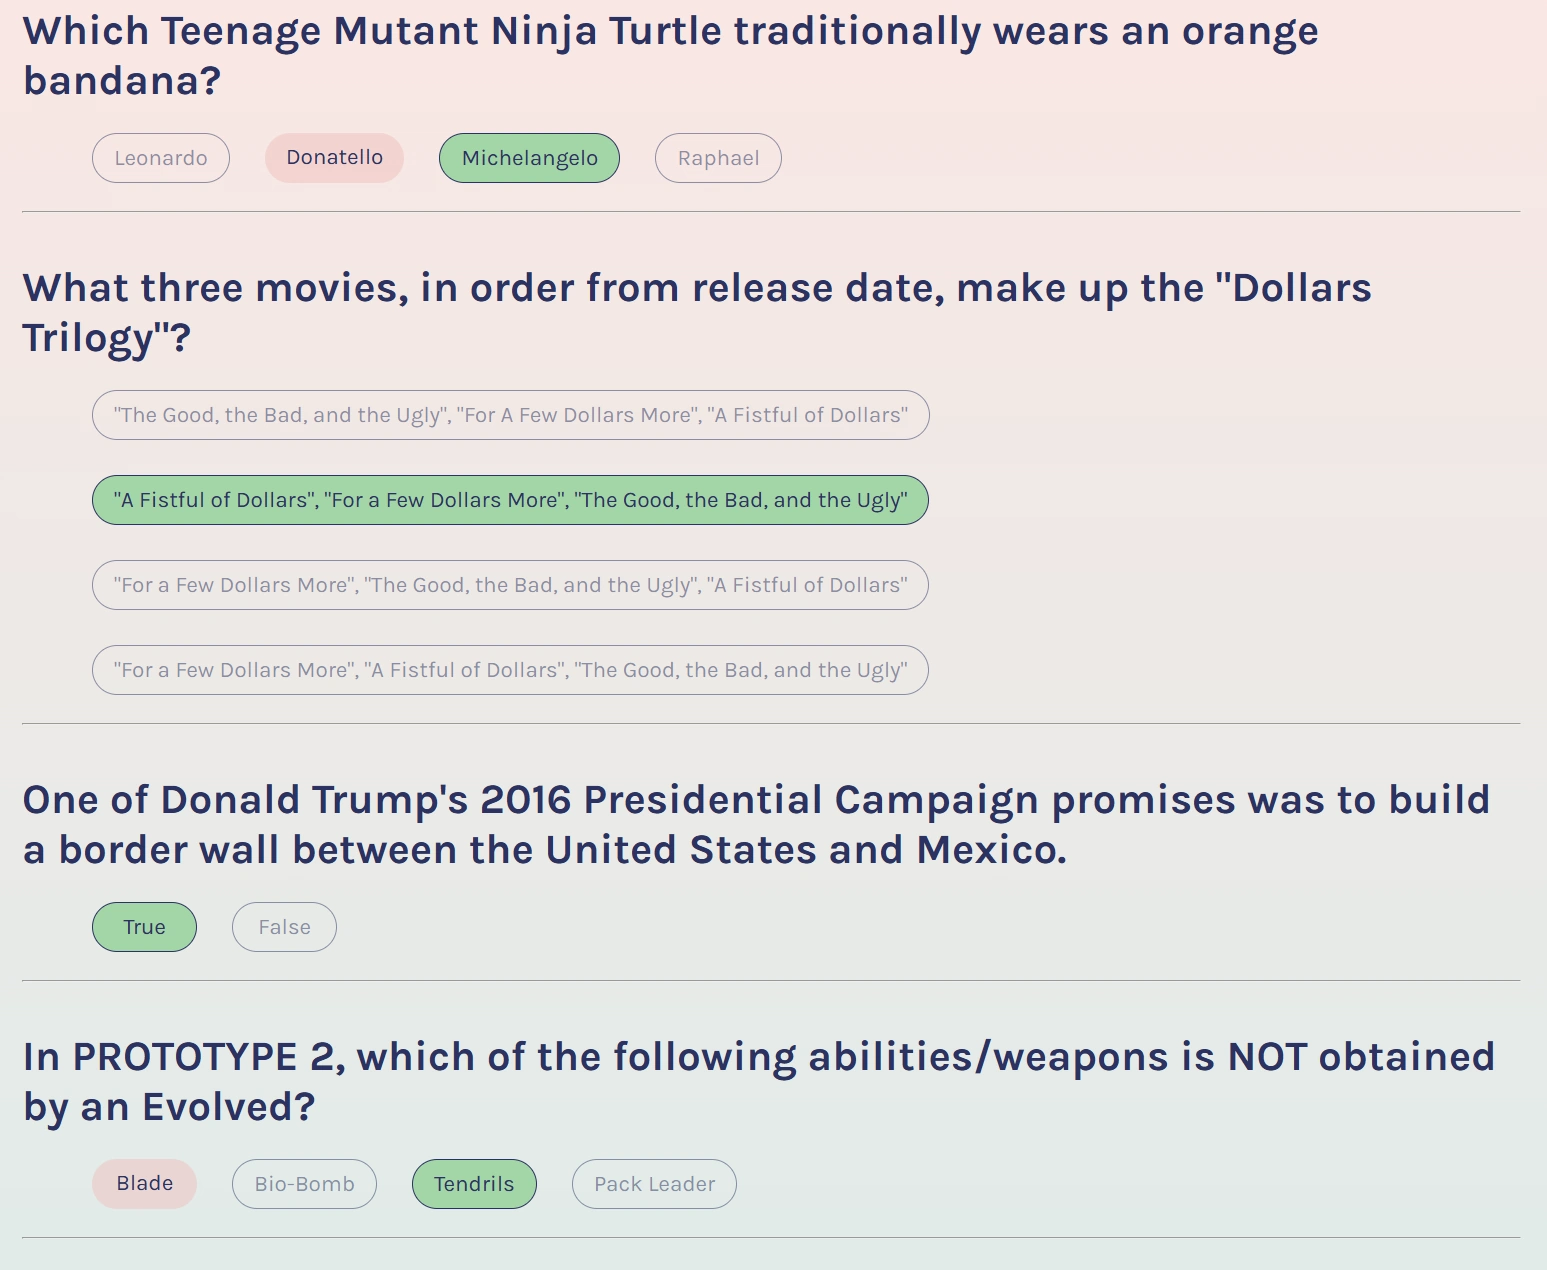 Which Teenage Mutant Ninja Turtle traditionally wears an orange
bandana?
Leonardo Donatello Michelangelo Raphael
What three movies, in order from release date, make up the "Dollars
Trilogy"?
"The Good, the Bad, and the Ugly", "For A Few Dollars More", "A Fistful of Dollars"
"A Fistful of Dollars", "For a Few Dollars More", "The Good, the Bad, and the Ugly"
"For a Few Dollars More", "The Good, the Bad, and the Ugly", "A Fistful of Dollars"
"For a Few Dollars More", "A Fistful of Dollars", "The Good, the Bad, and the Ugly"
One of Donald Trump's 2016 Presidential Campaign promises was to build
a border wall between the United States and Mexico.
True False
In PROTOTYPE 2, which of the following abilities/weapons is NOT obtained
by an Evolved?
Blade Bio-Bomb Tendrils Pack Leader